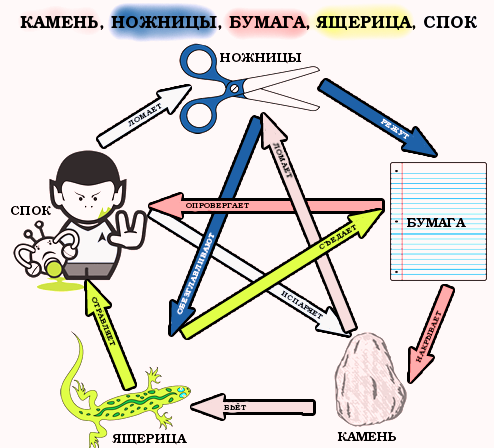 КАМЕНЬ, НОЖНИЦЫ, БУМАГА, ЯЩЕРИЦА, СПОК
НОЖНИЦЫ
ЛОМАЕТ
РЕЖУТ
ЛОМАЕТ
СПОК
ОПРОВЕРГАЕТ
БУМАГА
СЪЕДАЕТ
ОБЕЗГЛАВЛИВАЮТ
ИСПАРЯЕТ
ОТРАВЛЯЕТ
НАКРЫВАЕТ
БЬЁТ
ЯЩЕРИЦА
КАМЕНЬ